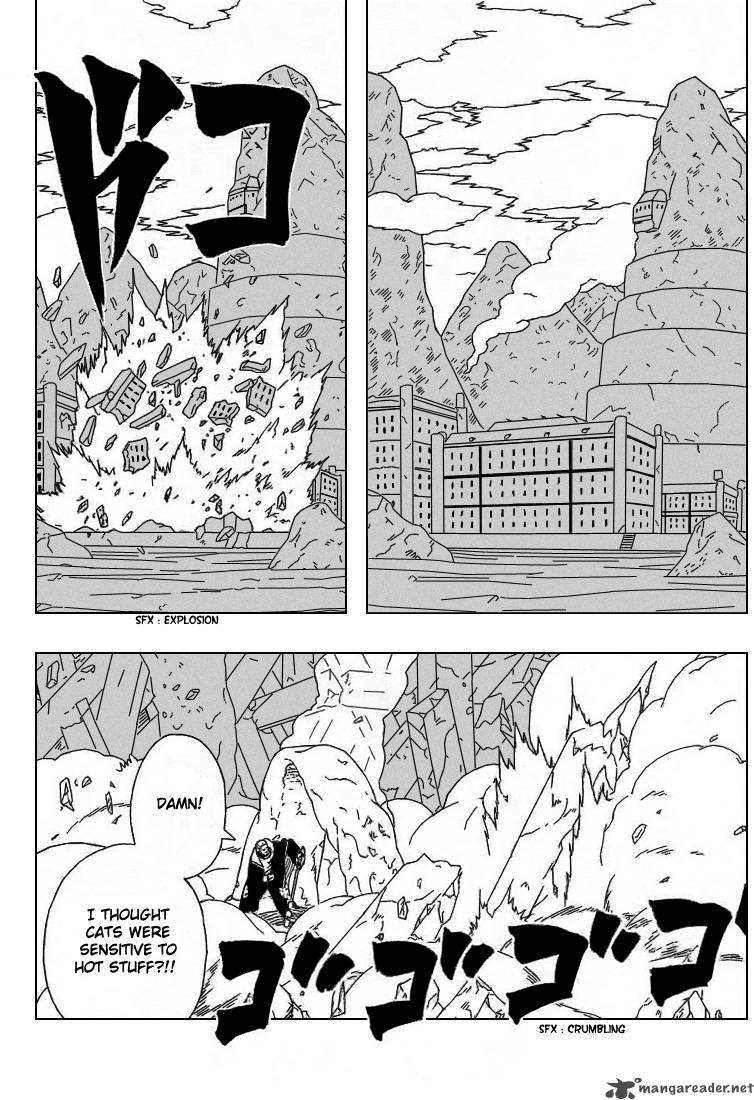 ドコ
SFX : EXPLOSION
DAMN!
I THOUGHT
CATS WERE
SENSITIVE TO
HOT STUFF?!!
ゴゴゴゴ
SFX : CRUMBLING
mangareader.net